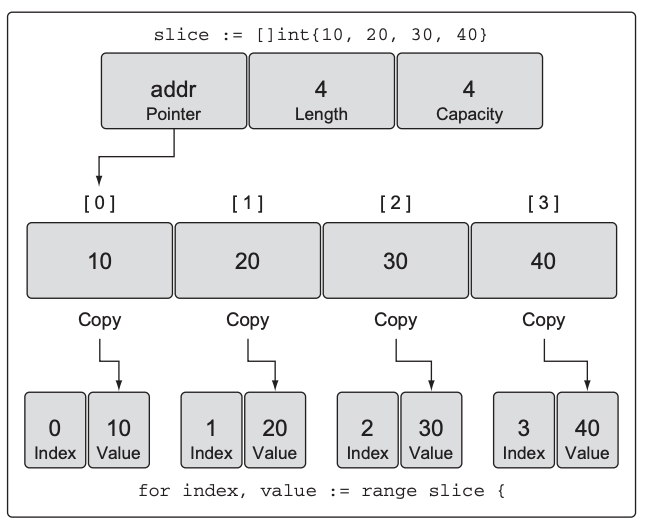 slice := []int{10, 20, 30, 40}
addr 4 4
Pointer Length Capacity
[0] [1] [2] [3]
10 20 30 40
Copy Copy Copy Copy
0 10 1 20 2 30 3 40
Index Value Index Value Index Value Index Value
for index, value := range slice {